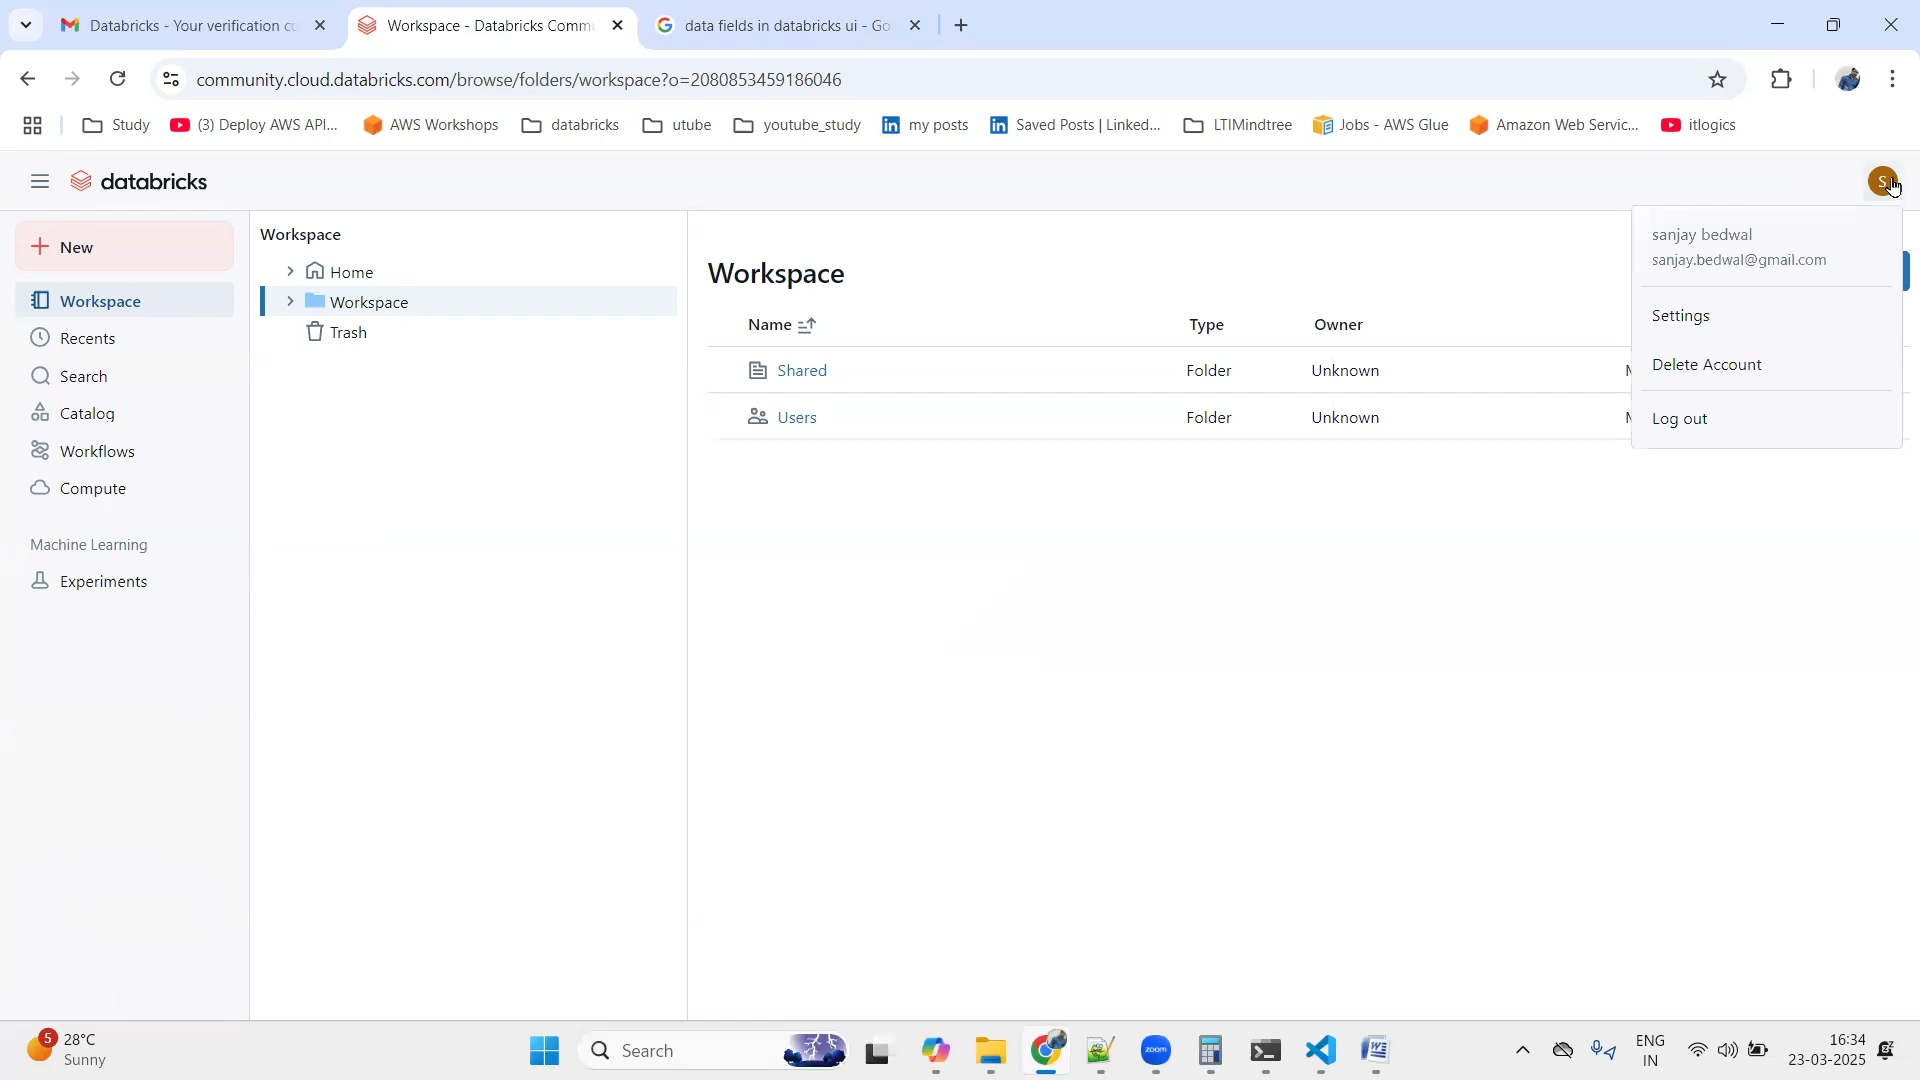 Databricks - Your verification co
Workspace - Databricks Commu
data fields in databricks ui - Go
community.cloud.databricks.com/browse/folders/workspace?o=2080853459186046
Study
(3) Deploy AWS API...
AWS Workshops
databricks
utube
youtube_study
my posts
Saved Posts | Linked...
LTIMindtree
Jobs - AWS Glue
Amazon Web Servic...
itlogics
databricks
S
New
Workspace
Recents
Search
Catalog
Workflows
Compute
Machine Learning
Experiments
Workspace
Home
Workspace
Trash
Workspace
Name Type Owner
Shared Folder Unknown
Users Folder Unknown
sanjay bedwal
sanjay.bedwal@gmail.com
Settings
Delete Account
Log out
5
28°C
Sunny
Search
zoom
ENG
IN
16:34
23-03-2025